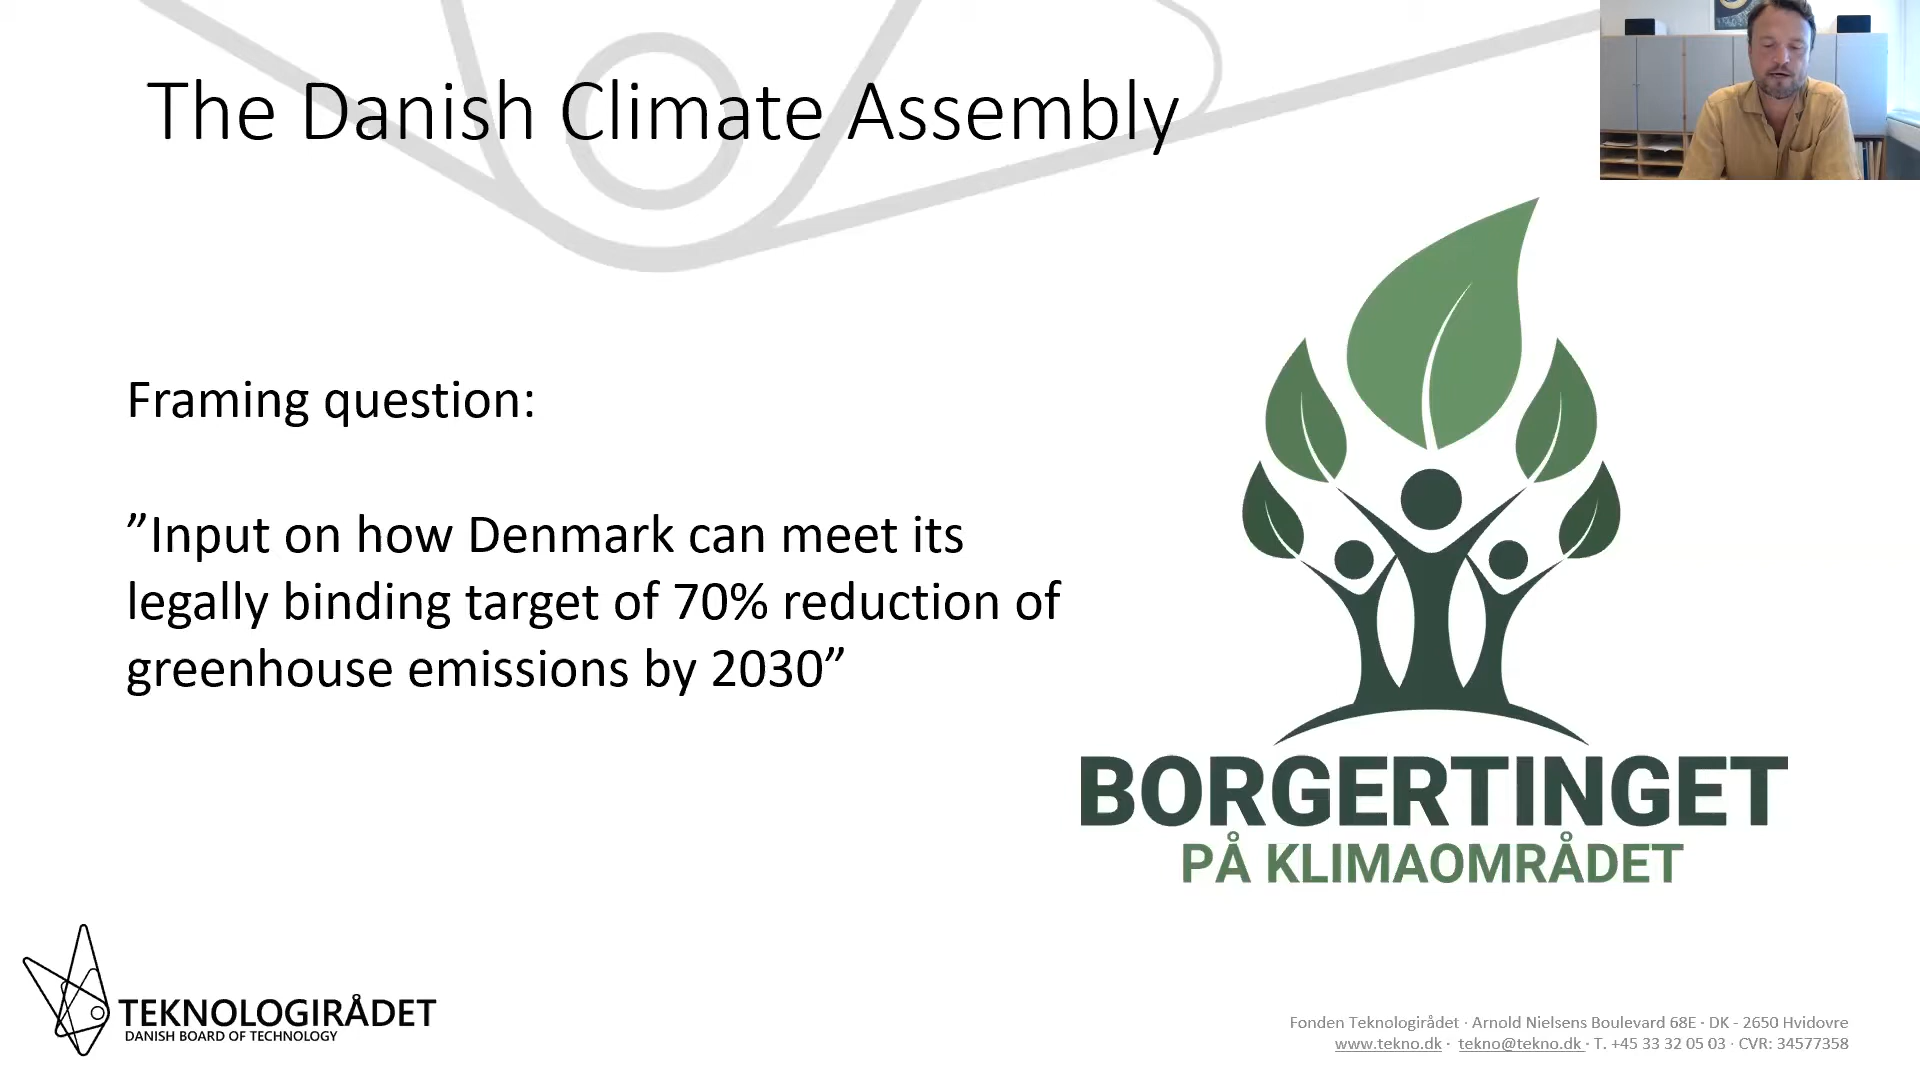 The Danish Climate Assembly
Framing question:
”Input on how Denmark can meet its
legally binding target of 70% reduction of
greenhouse emissions by 2030”
BORGERTINGET
PÅ KLIMAOMRÅDET
TEKNOLOGIRÅDET
DANISH BOARD OF TECHNOLOGY
Fonden Teknologirådet · Arnold Nielsens Boulevard 68E · DK - 2650 Hvidovre
www.tekno.dk · tekno@tekno.dk · T. +45 33 32 05 03 · CVR: 34577358